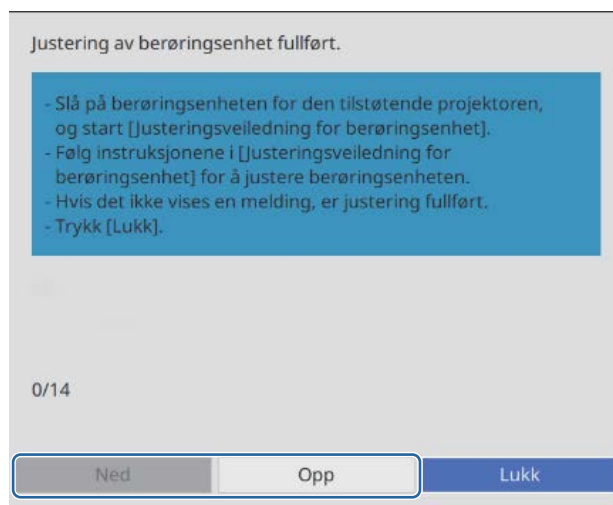 Justering av berøringsenhet fullført.
- Slå på berøringsenheten for den tilstøtende projektoren,
og start [Justeringsveiledning for berøringsenhet].
- Følg instruksjonene i [Justeringsveiledning for
berøringsenhet] for å justere berøringsenheten.
- Hvis det ikke vises en melding, er justering fullført.
- Trykk [Lukk].
0/14
Ned Opp Lukk